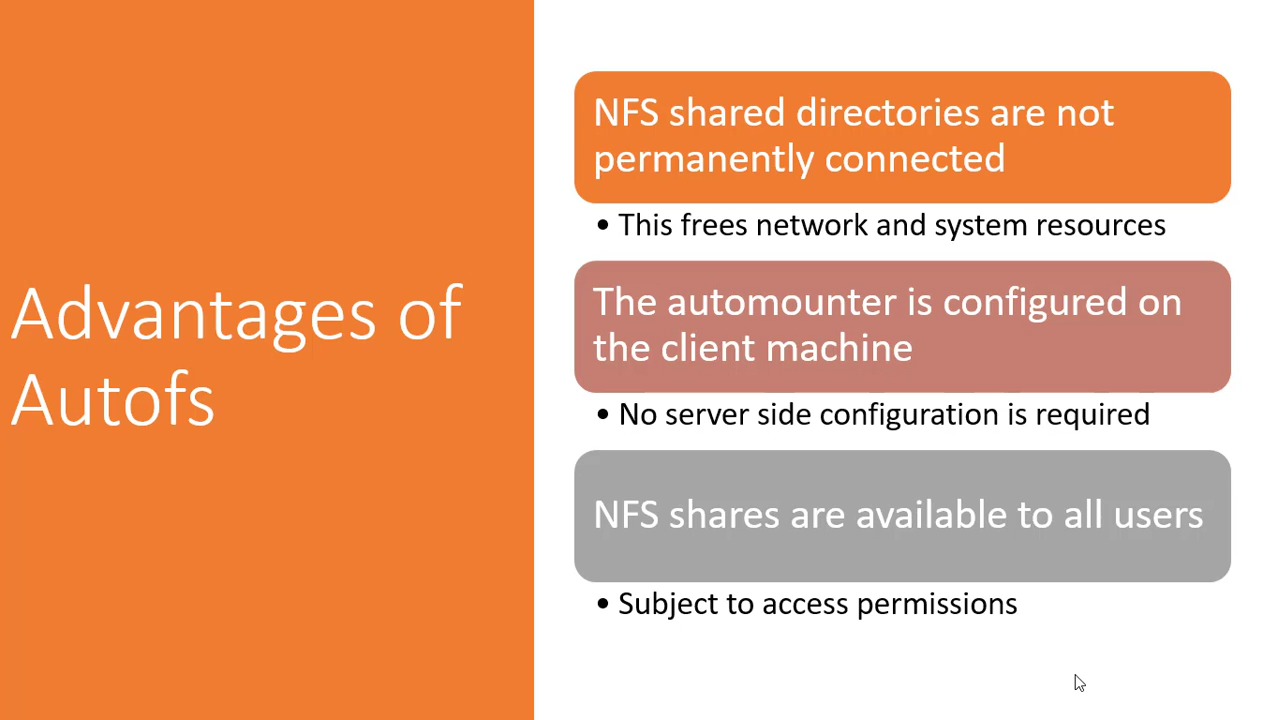 Advantages of
Autofs
NFS shared directories are not
permanently connected
• This frees network and system resources
The automounter is configured on
the client machine
• No server side configuration is required
NFS shares are available to all users
• Subject to access permissions